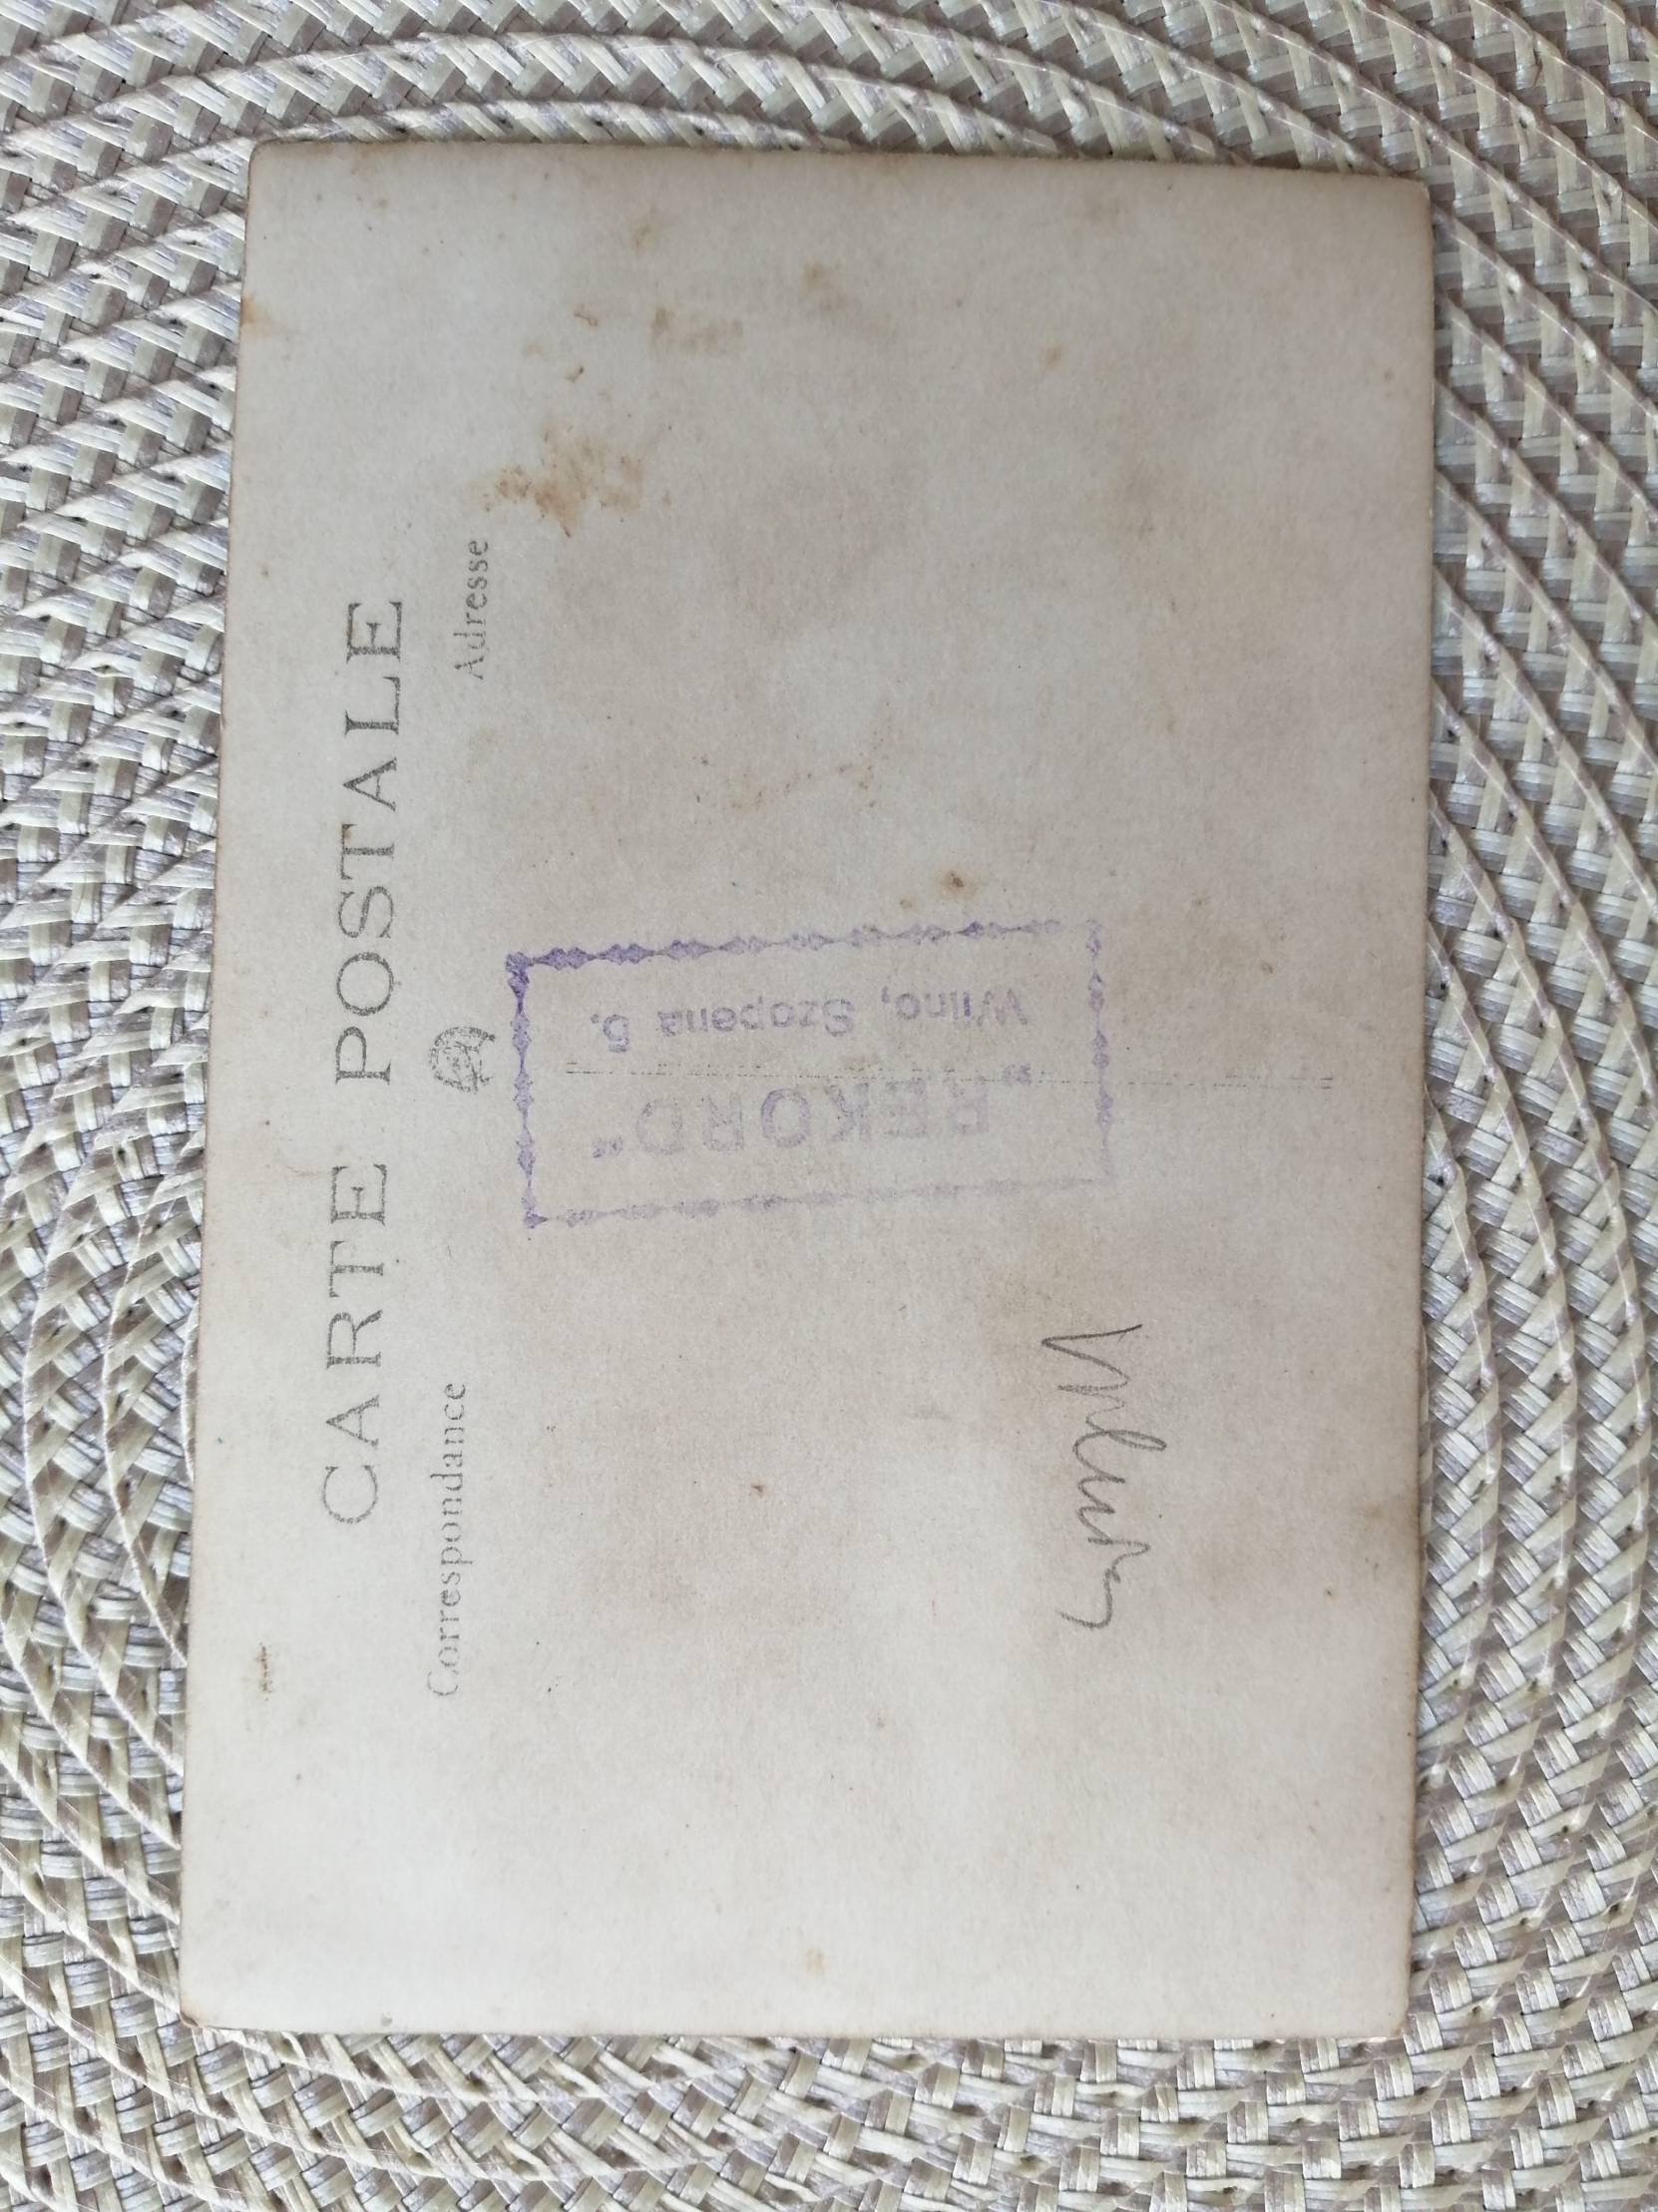 CARTE POSTALE
Correspondance
Adresse
„REKORD"
Wilno, Szopena 5.